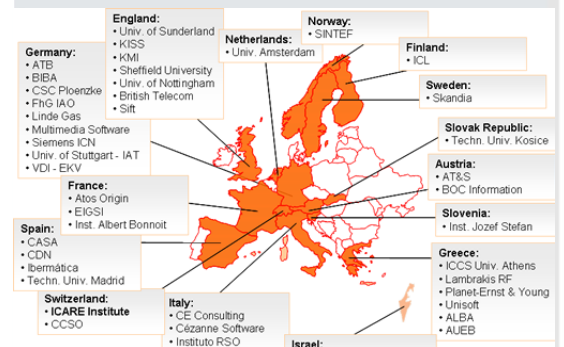 England:
• Univ. of Sunderland
• KISS
• KMI
• Sheffield University
• Univ. of Nottingham
• British Telecom
• Sift
Norway:
• SINTEF
Netherlands:
• Univ. Amsterdam
Finland:
• ICL
Germany:
• ATB
• BIBA
• CSC Ploenzke
• FhG IAO
• Linde Gas
• Multimedia Software
• Siemens ICN
• Univ. of Stuttgart - IAT
• VDI - EKV
Sweden:
• Skandia
Slovak Republic:
• Techn. Univ. Kosice
Austria:
• AT&S
• BOC Information
France:
• Atos Origin
• EIGSI
• Inst. Albert Bonnoit
Slovenia:
• Inst. Jozef Stefan
Spain:
• CASA
• CDN
• Ibermática
• Techn. Univ. Madrid
Greece:
• ICCS Univ. Athens
• Lambrakis RF
• Planet-Ernst & Young
• Unisoft
• ALBA
• AUEB
Switzerland:
• ICARE Institute
• CCSO
Italy:
• CE Consulting
• Cézanne Software
• Instituto RSO
Israel: